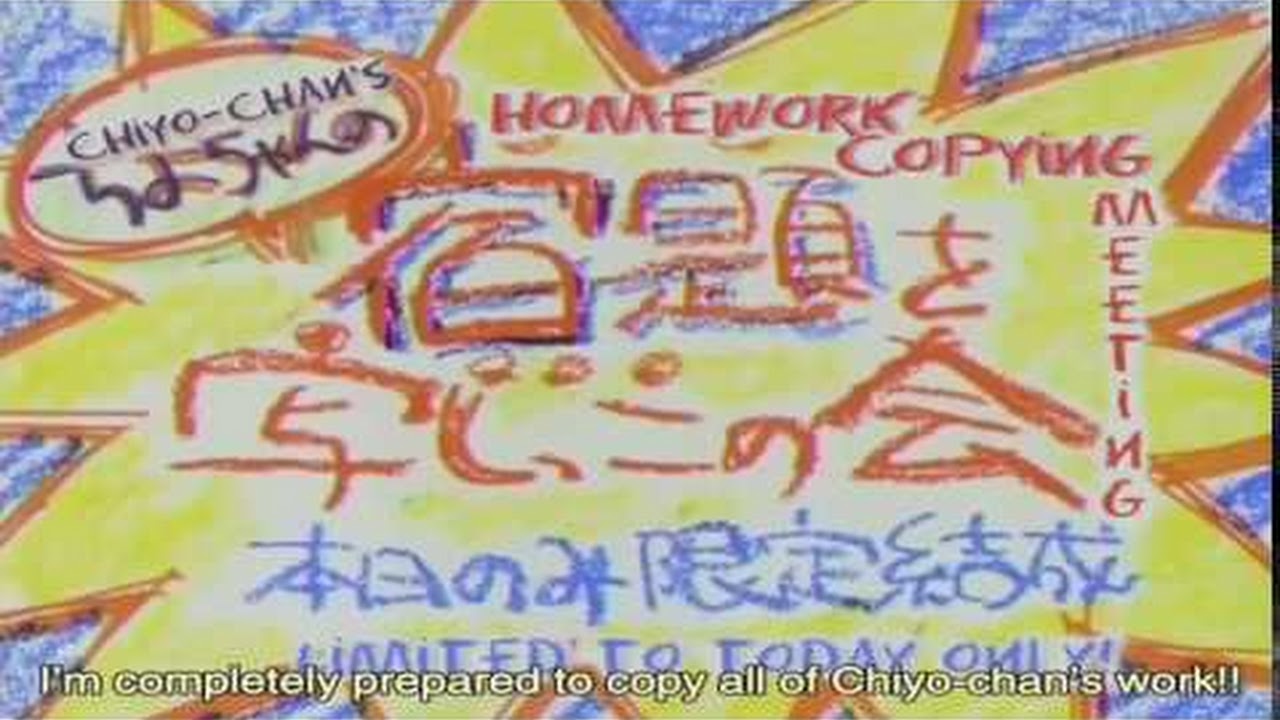 CHIYO-CHAN'S
ちよちゃんの
HOMEWORK
COPYING
MEETING
宿題を
写しにいこの会
本日のみ限定結成
LIMITED TO TODAY ONLY!
I'm completely prepared to copy all of Chiyo-chan's work!!